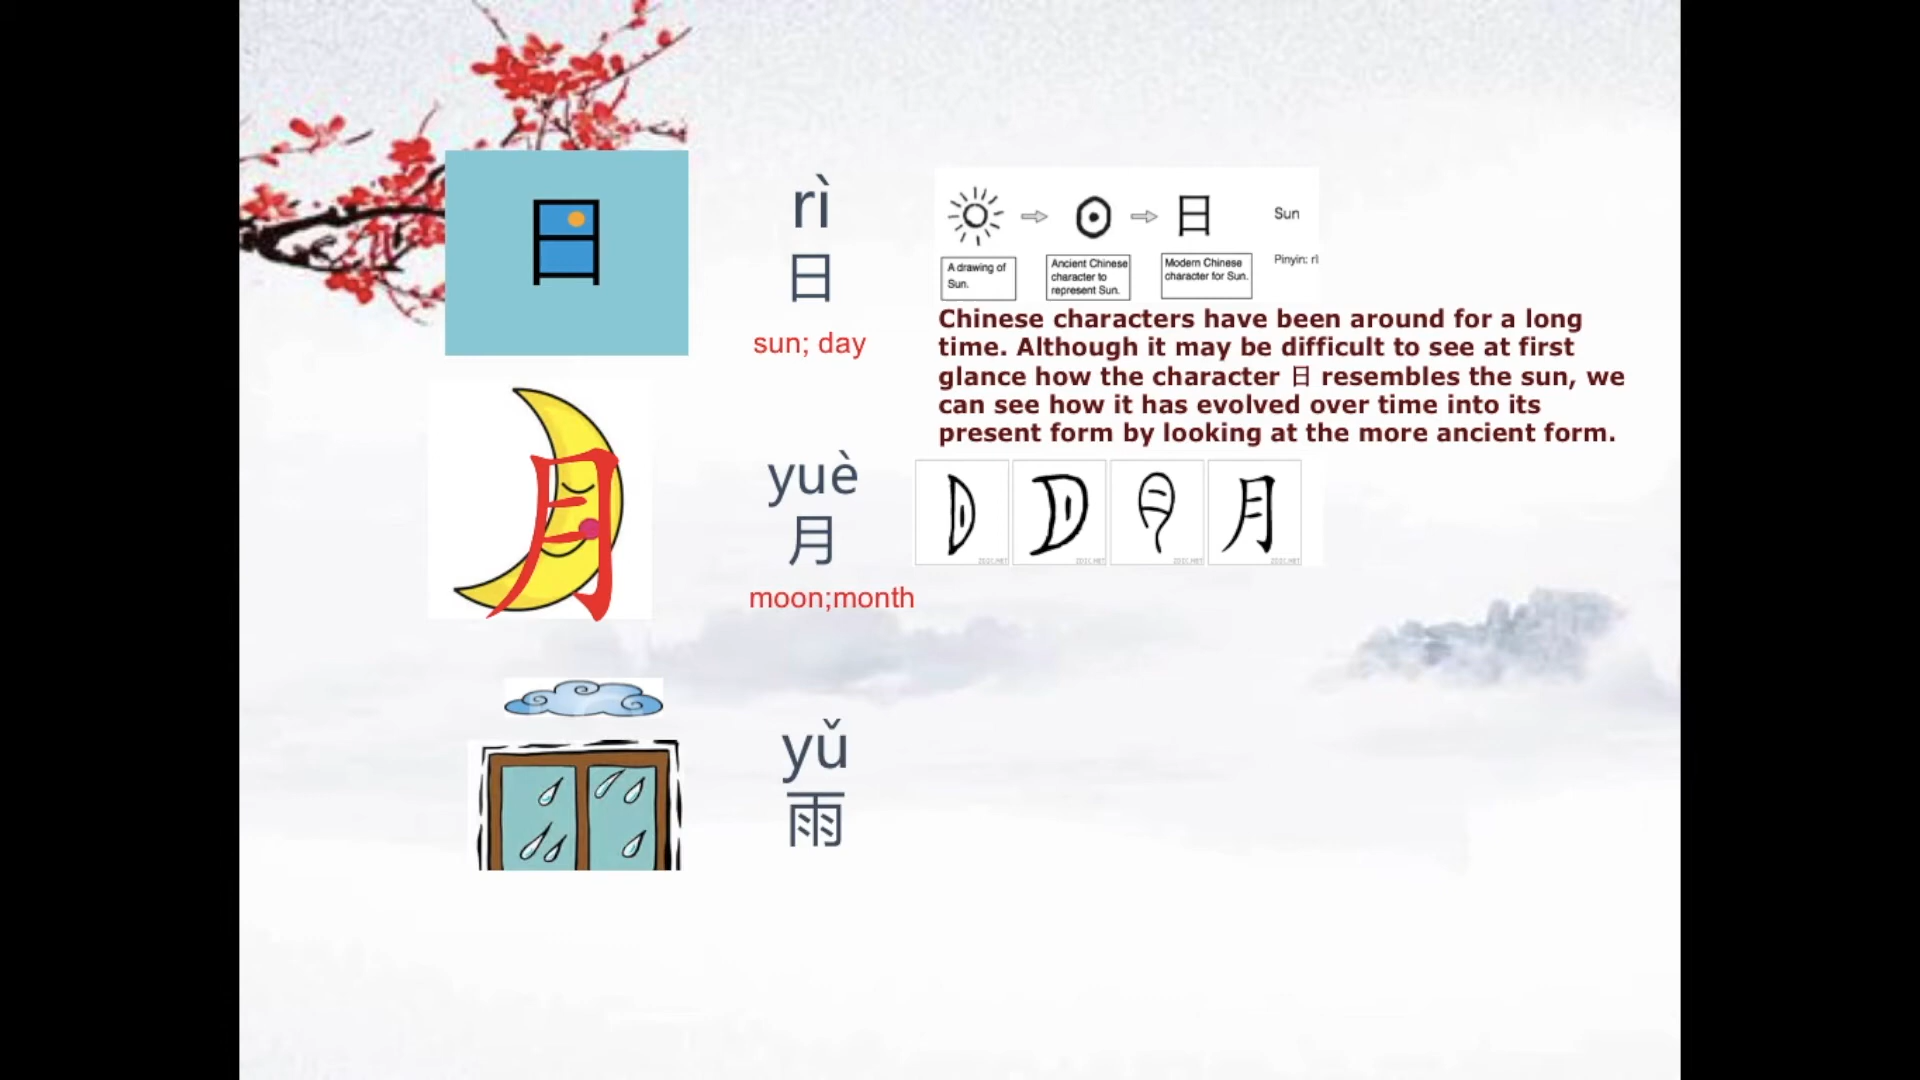 日
rì
日
sun; day
日
Sun
Pinyin: rì
A drawing of
Sun.
Ancient Chinese
character to
represent Sun.
Modern Chinese
character for Sun.
Chinese characters have been around for a long
time. Although it may be difficult to see at first
glance how the character 日 resembles the sun, we
can see how it has evolved over time into its
present form by looking at the more ancient form.
月
yuè
月
moon;month
月
yǔ
雨